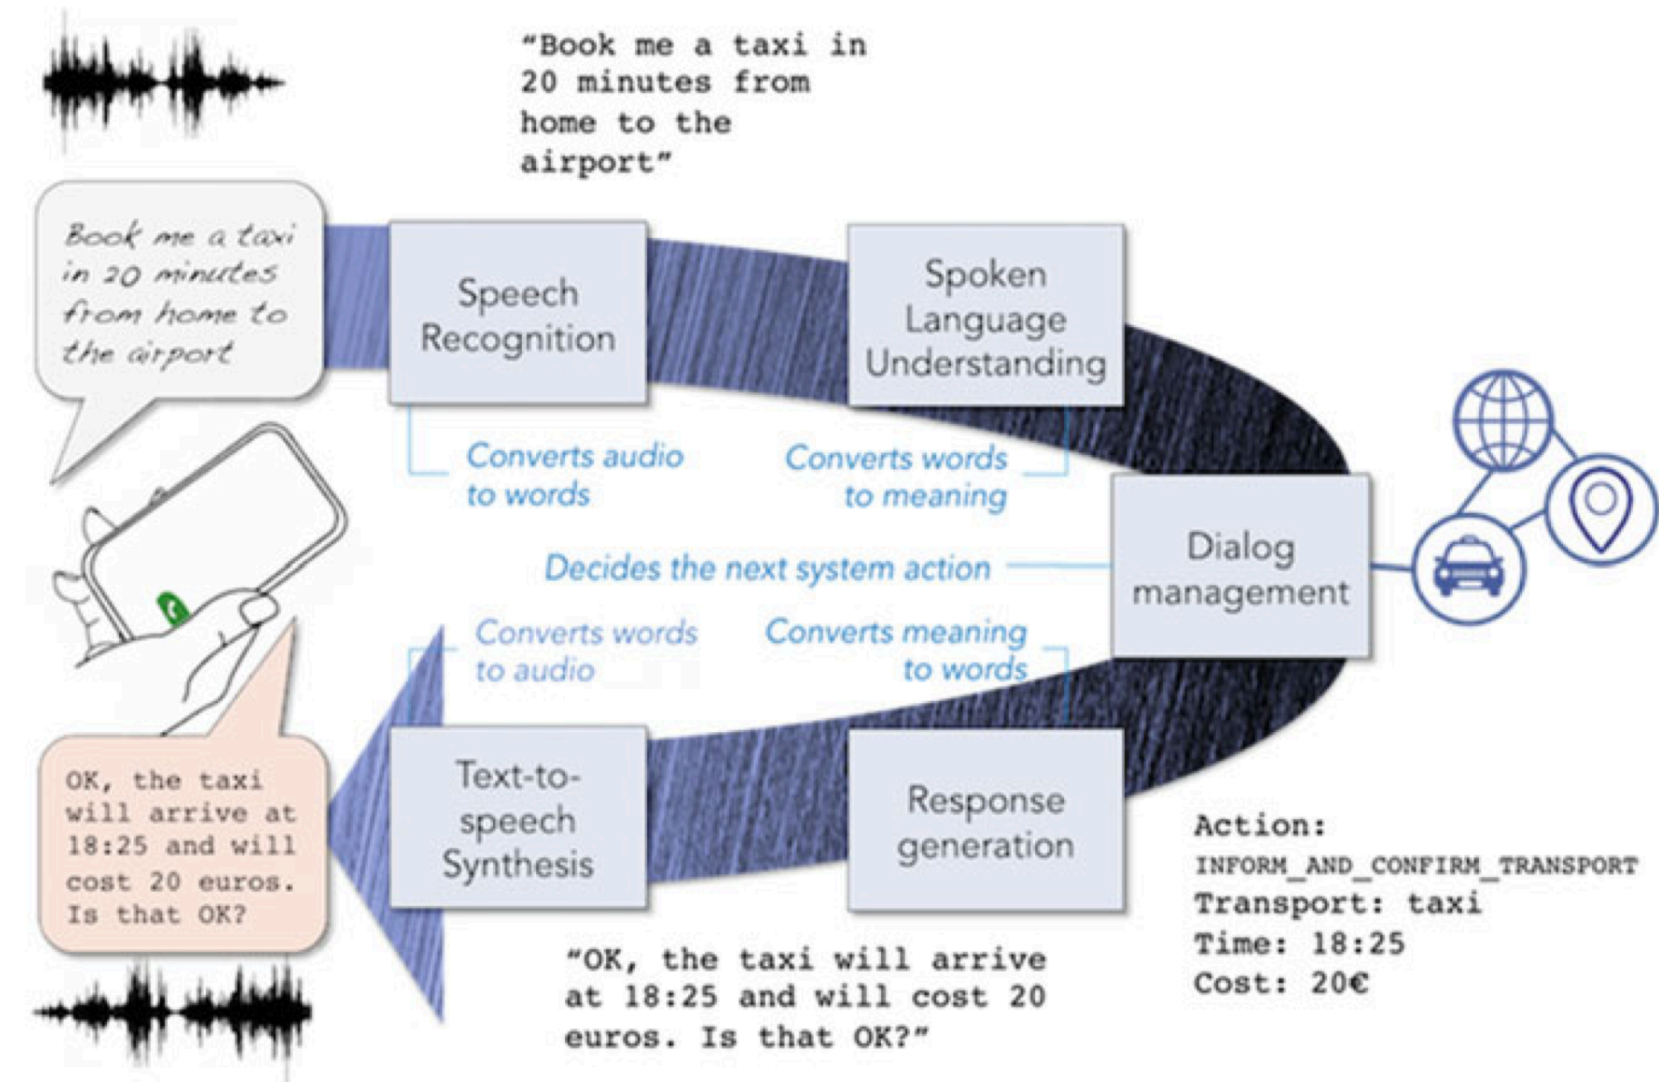 “Book me a taxi in
20 minutes from
home to the
airport”
Book me a taxi
in 20 minutes
from home to
the airport
Speech
Recognition
Spoken
Language
Understanding
Converts audio
to words
Converts words
to meaning
Decides the next system action
Dialog
management
Converts words
to audio
Converts meaning
to words
OK, the taxi
will arrive at
18:25 and will
cost 20 euros.
Is that OK?
Text-to-
speech
Synthesis
Response
generation
Action:
INFORM_AND_CONFIRM_TRANSPORT
Transport: taxi
Time: 18:25
Cost: 20€
“OK, the taxi will arrive
at 18:25 and will cost 20
euros. Is that OK?”